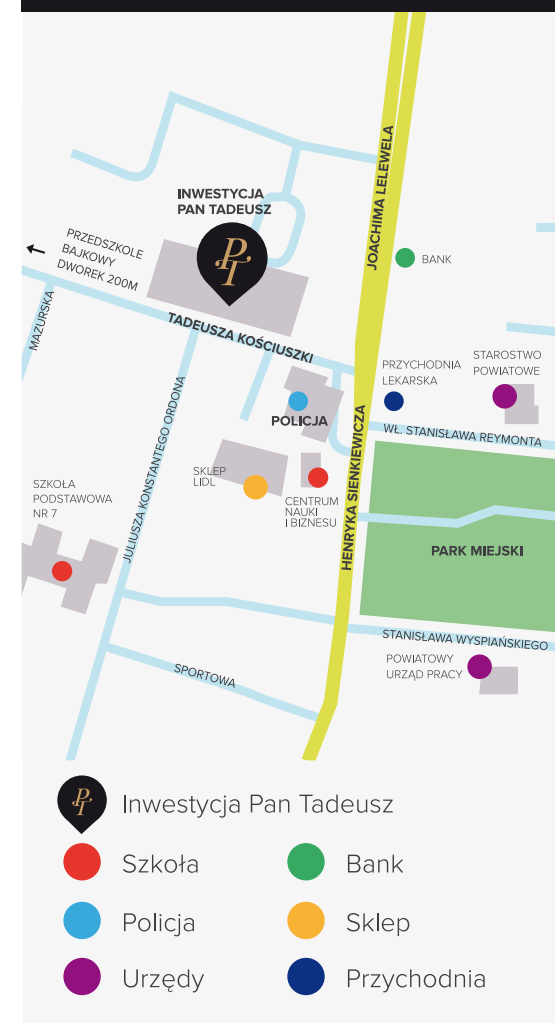 JOACHIMA LELEWELA
INWESTYCJA
PAN TADEUSZ
PRZEDSZKOLE
BAJKOWY
DWOREK 200M
PT
BANK
MAZURSKA
TADEUSZA KOŚCIUSZKI
STAROSTWO
POWIATOWE
PRZYCHODNIA
LEKARSKA
JULIUSZA KONSTANTEGO ORDONA
POLICJA
HENRYKA SIENKIEWICZA
WŁ. STANISŁAWA REYMONTA
SKLEP
LIDL
SZKOŁA
PODSTAWOWA
NR 7
CENTRUM
NAUKI
I BIZNESU
PARK MIEJSKI
STANISŁAWA WYSPIAŃSKIEGO
POWIATOWY
URZĄD PRACY
SPORTOWA
PT Inwestycja Pan Tadeusz
Szkoła
Bank
Policja
Sklep
Urzędy
Przychodnia